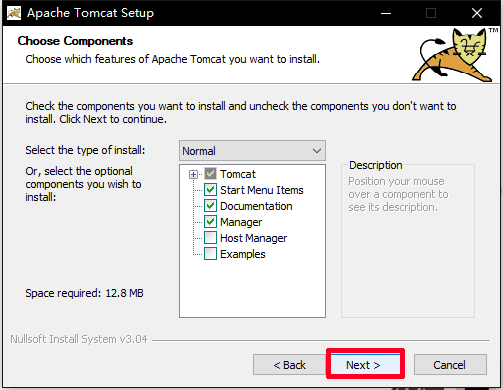 Apache Tomcat Setup
Choose Components
Choose which features of Apache Tomcat you want to install.
TM
Check the components you want to install and uncheck the components you don't want to
install. Click Next to continue.
Select the type of install:
Normal
Or, select the optional
components you wish to
install:
Tomcat
Start Menu Items
Documentation
Manager
Host Manager
Examples
Description
Position your mouse
over a component to
see its description.
Space required: 12.8 MB
Nullsoft Install System v3.04
< Back
Next >
Cancel